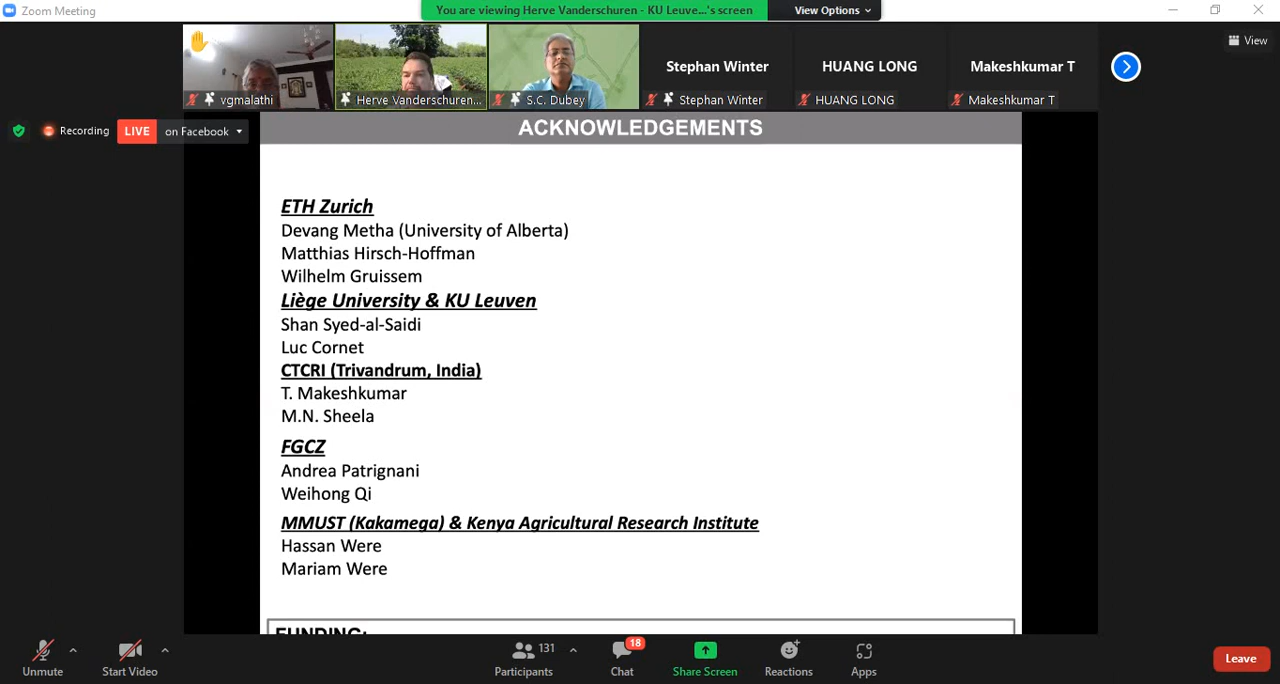 Zoom Meeting
You are viewing Herve Vanderschuren - KU Leuve...'s screen
View Options
View
vgmalathi
Herve Vanderschuren...
S.C. Dubey
Stephan Winter
Stephan Winter
HUANG LONG
HUANG LONG
Makeshkumar T
Makeshkumar T
Recording
LIVE
on Facebook
ACKNOWLEDGEMENTS
ETH Zurich
Devang Metha (University of Alberta)
Matthias Hirsch-Hoffman
Wilhelm Gruissem
Liège University & KU Leuven
Shan Syed-al-Saidi
Luc Cornet
CTCRI (Trivandrum, India)
T. Makeshkumar
M.N. Sheela
FGCZ
Andrea Patrignani
Weihong Qi
MMUST (Kakamega) & Kenya Agricultural Research Institute
Hassan Were
Mariam Were
FUNDING:
Unmute
Start Video
131
Participants
18
Chat
Share Screen
Reactions
Apps
Leave